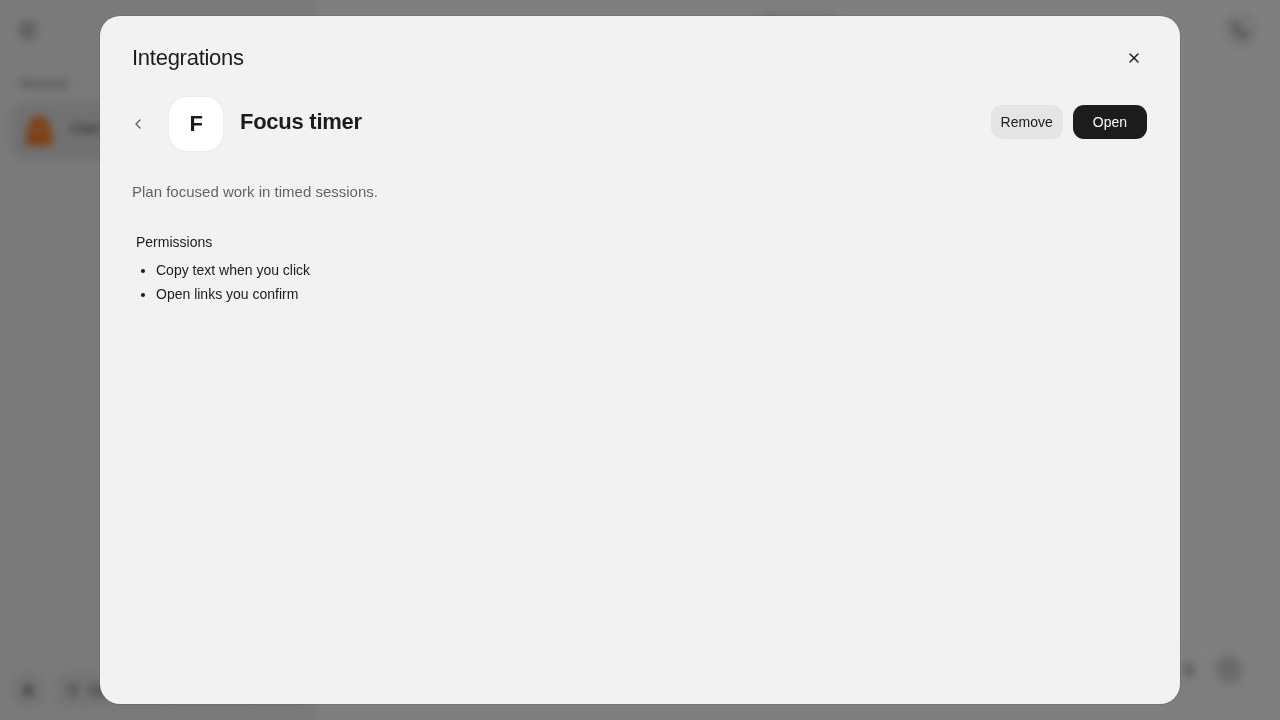 Integrations
F
Focus timer
Remove
Open
Plan focused work in timed sessions.
Permissions
Copy text when you click
Open links you confirm